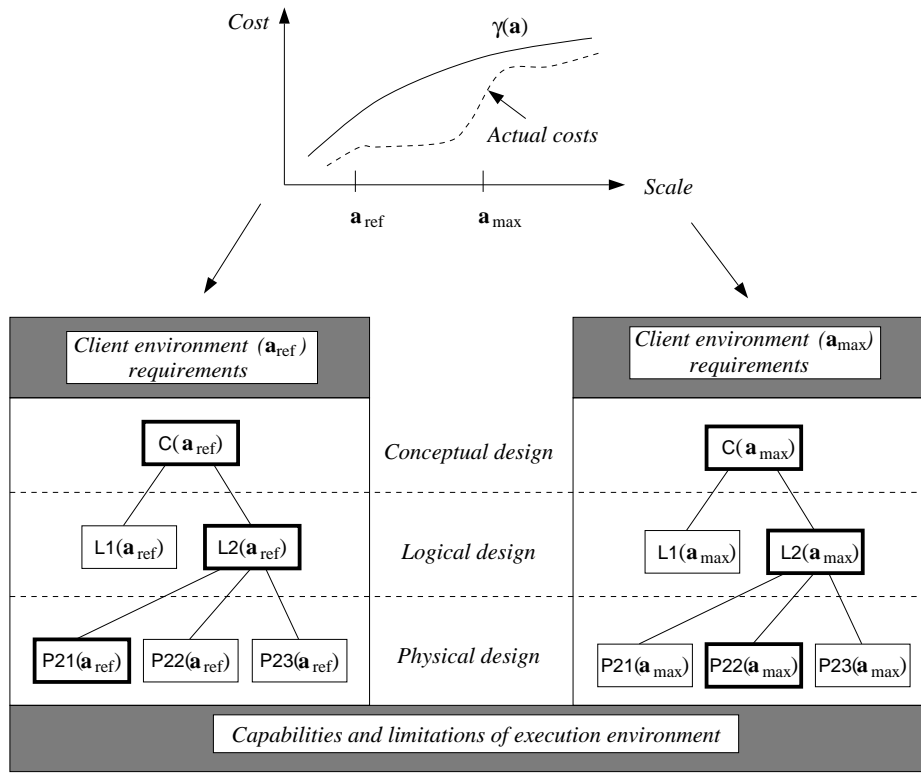 Cost
γ(a)
Actual costs
Scale
a ref
a max
Client environment (a ref) requirements
Client environment (a max) requirements
C(a ref)
Conceptual design
C(a max)
L1(a ref)
L2(a ref)
Logical design
L1(a max)
L2(a max)
P21(a ref)
P22(a ref)
P23(a ref)
Physical design
P21(a max)
P22(a max)
P23(a max)
Capabilities and limitations of execution environment